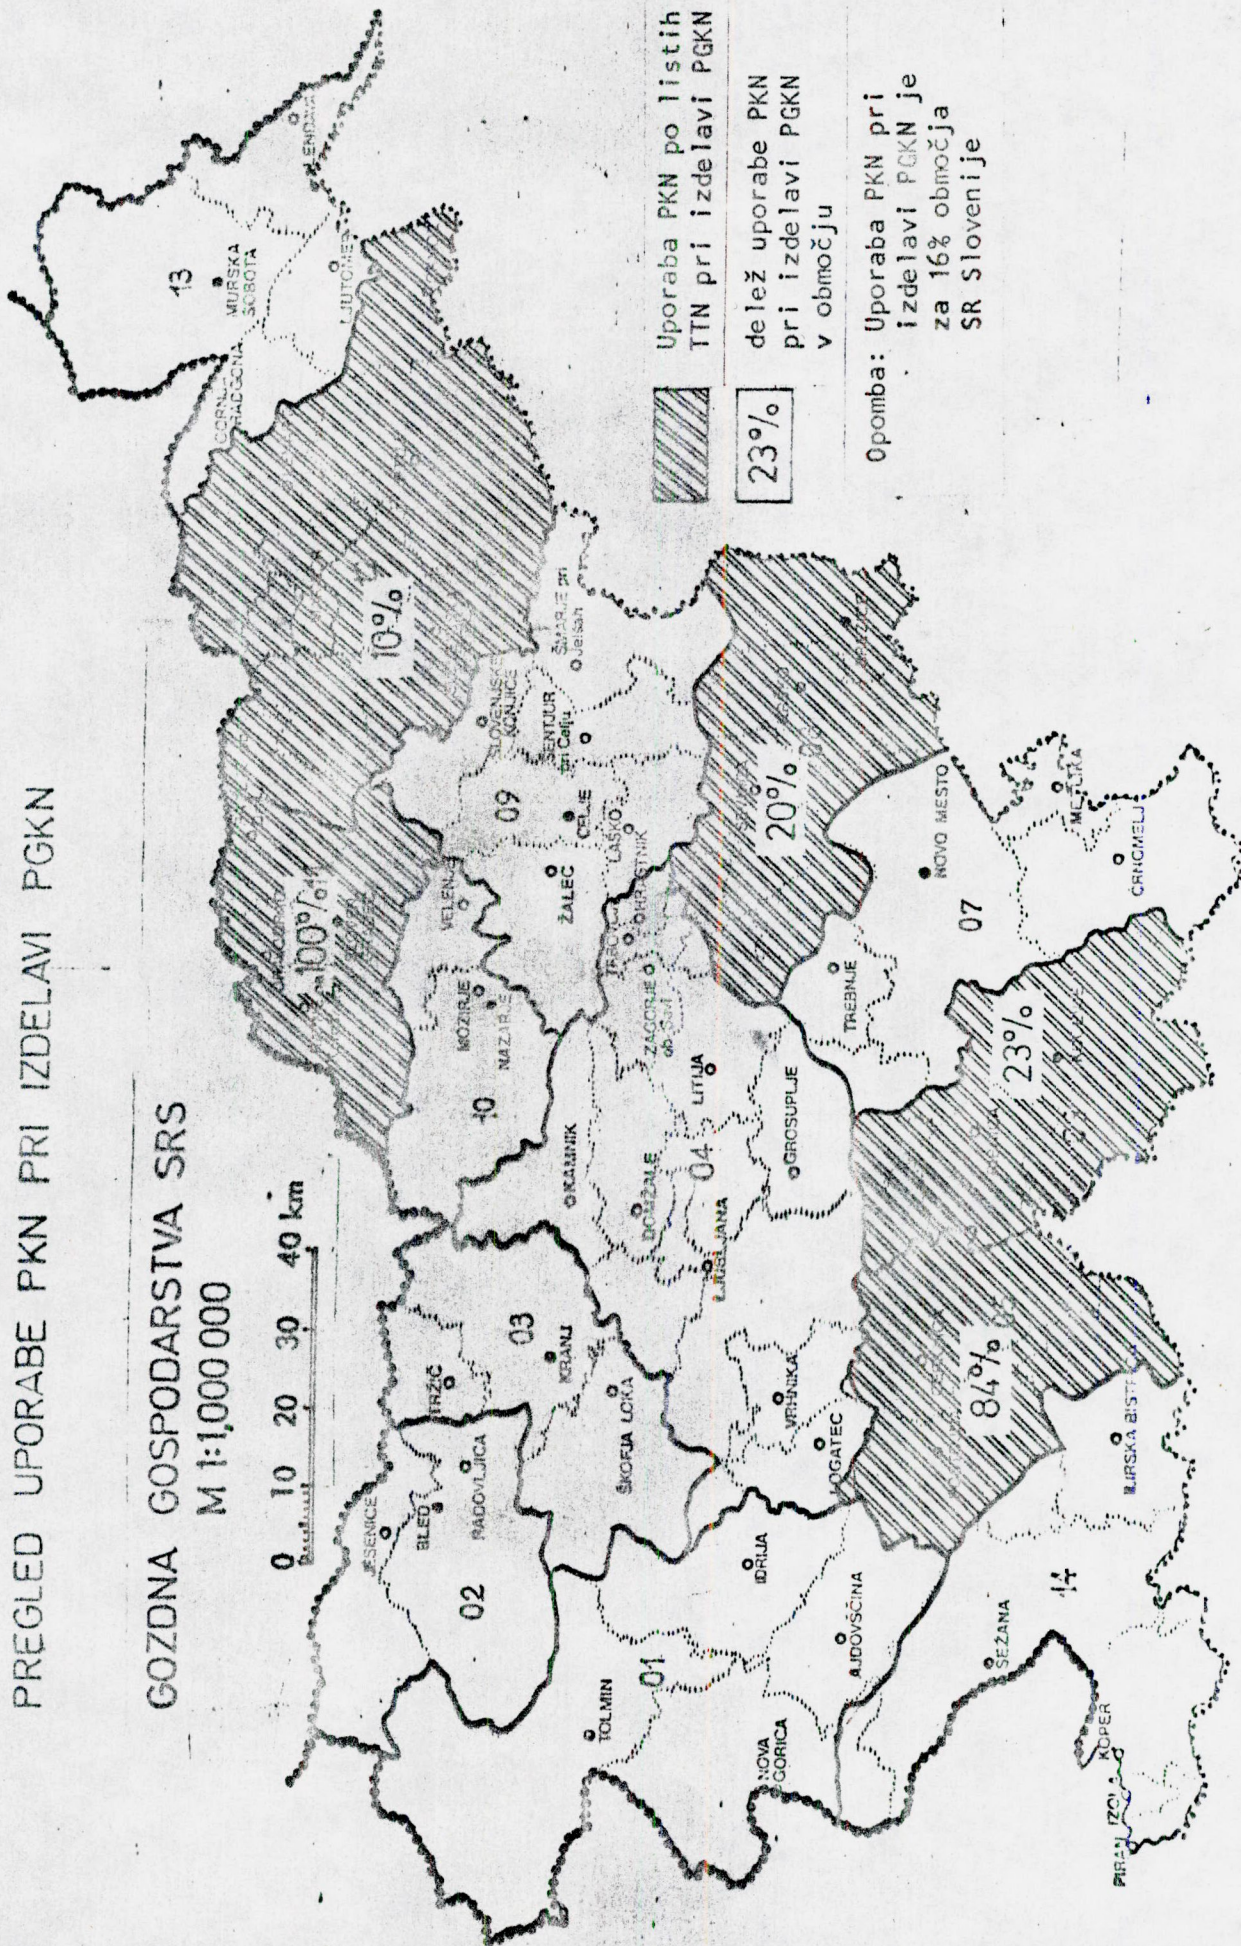 PREGLED UPORABE PKN PRI IZDELAVI PGKN
GOZDNA GOSPODARSTVA SRS
M 1:1,000 000
0 10 20 30 40 km
13
MURSKA
SOBOTA
LENDAVA
LJUTOMER
GORNJA
RADGONA
10%
100%
SLOVENJSKE
KONJICE
ŠMARJE pri
Jelšah
ŠENTJUR
pri Celju
09
CELJE
ŽALEC
LAŠKO
VELENJE
MOZIRJE
NAZARJE
10
HRASTNIK
TRBO
ZAGORJE
ob Savi
KAMNIK
DOMŽALE
LITIJA
04
LJUBLJANA
GROSUPLJE
TRŽIČ
03
KRANJ
ŠKOFJA LOKA
VRHNIKA
LOGATEC
JESENICE
BLED
RADOVLJICA
02
TOLMIN
01
IDRIJA
AJDOVŠČINA
NOVA
GORICA
SEŽANA
14
KOPER
IZOLA
PIRAN
ILIRSKA BISTR
84%
23%
20%
TREBNJE
NOVO MESTO
07
METLIKA
ČRNOMELJ
Uporaba PKN po listih
TTN pri izdelavi PGKN
23%
delež uporabe PKN
pri izdelavi PGKN
v območju
Opomba: Uporaba PKN pri
izdelavi PGKN je
za 16% območja
SR Slovenije